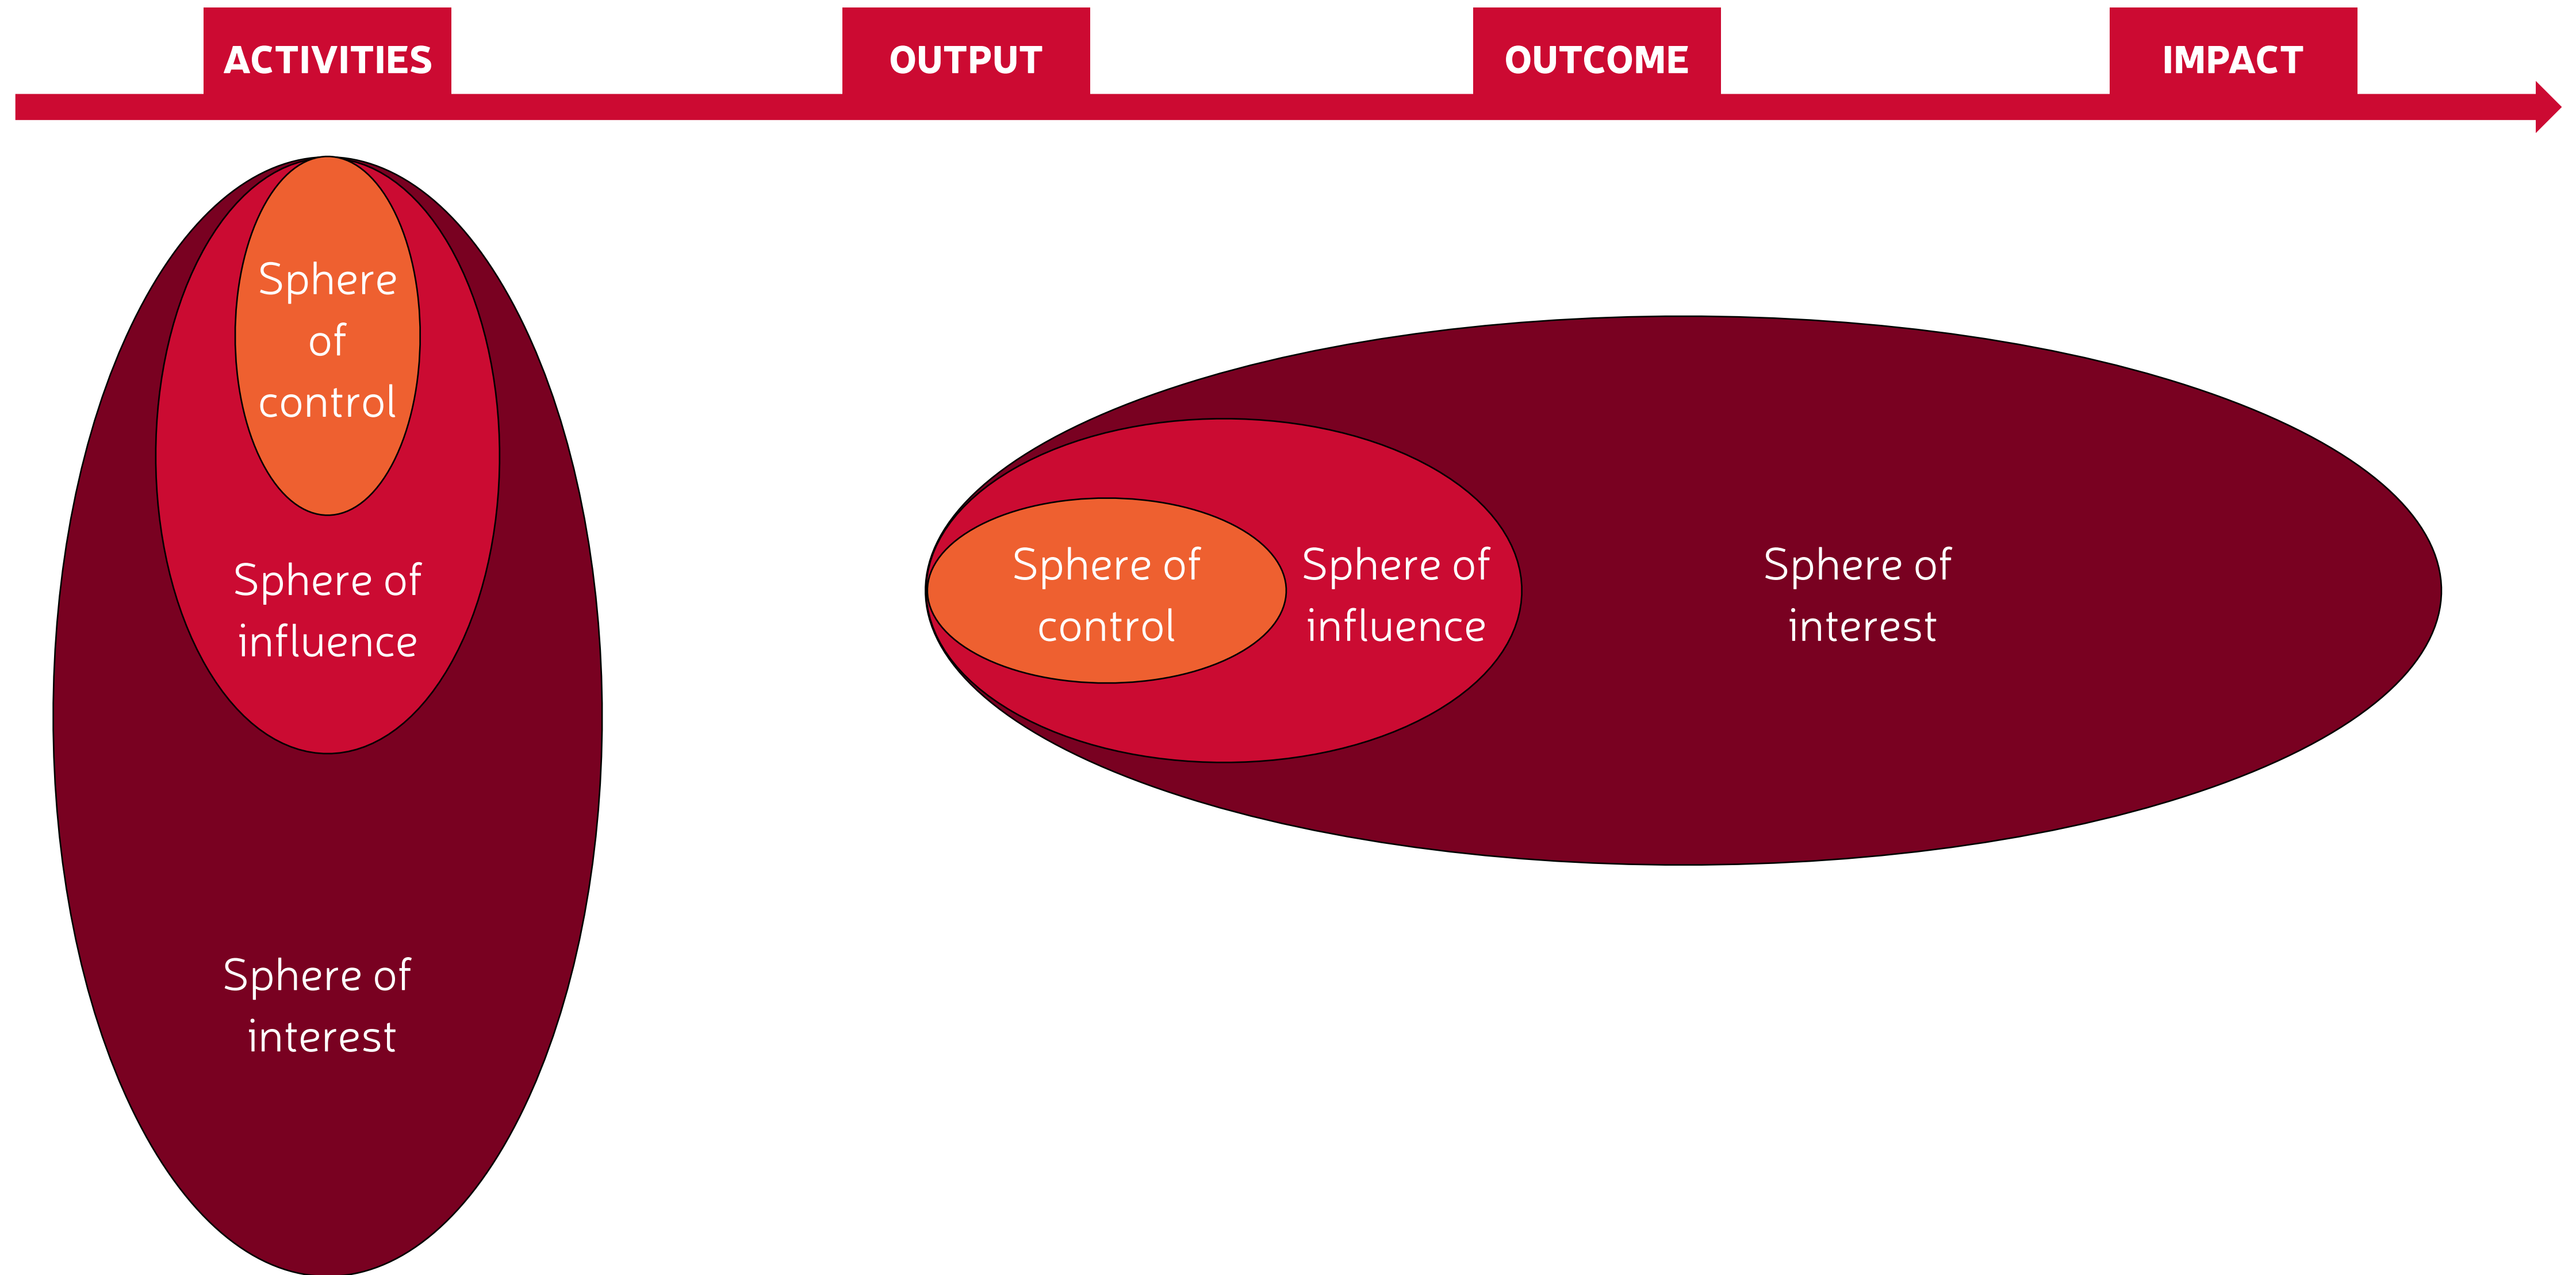 ACTIVITIES
OUTPUT
OUTCOME
IMPACT
Sphere
of
control
Sphere of
influence
Sphere of
interest
Sphere of
control
Sphere of
influence
Sphere of
interest